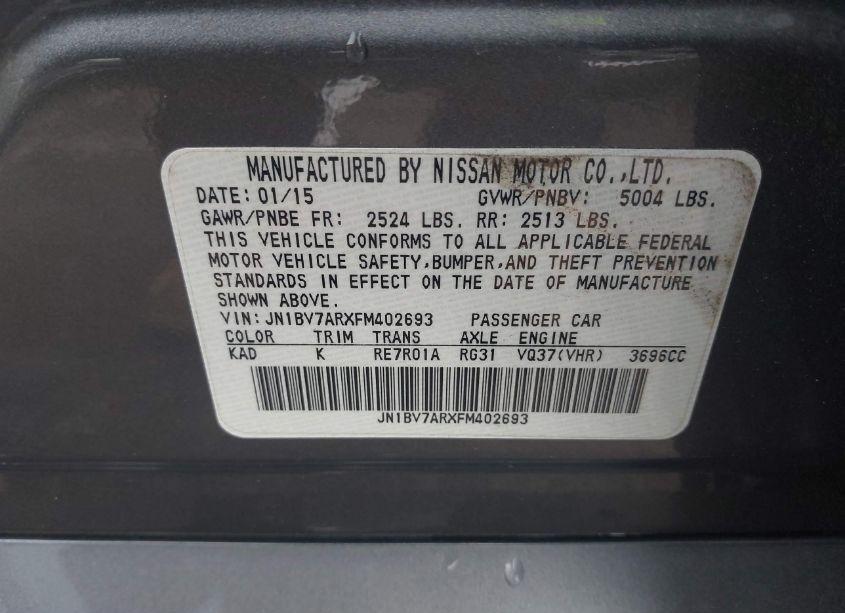 MANUFACTURED BY NISSAN MOTOR CO.,LTD.
DATE: 01/15 GVWR/PNBV: 5004 LBS.
GAWR/PNBE FR: 2524 LBS. RR: 2513 LBS.
THIS VEHICLE CONFORMS TO ALL APPLICABLE FEDERAL
MOTOR VEHICLE SAFETY,BUMPER,AND THEFT PREVENTION
STANDARDS IN EFFECT ON THE DATE OF MANUFACTURE
SHOWN ABOVE.
VIN: JN1BV7ARXFM402693 PASSENGER CAR
COLOR TRIM TRANS AXLE ENGINE
KAD K RE7R01A RG31 VQ37(VHR) 3696CC
JN1BV7ARXFM402693